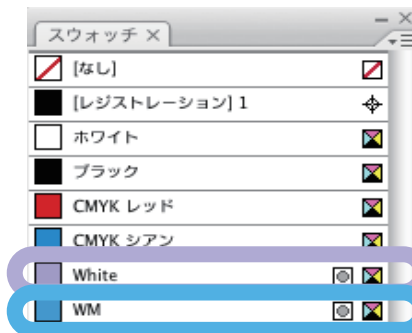 スウォッチ ×
[なし]
[レジストレーション] 1
ホワイト
ブラック
CMYK レッド
CMYK シアン
White
WM